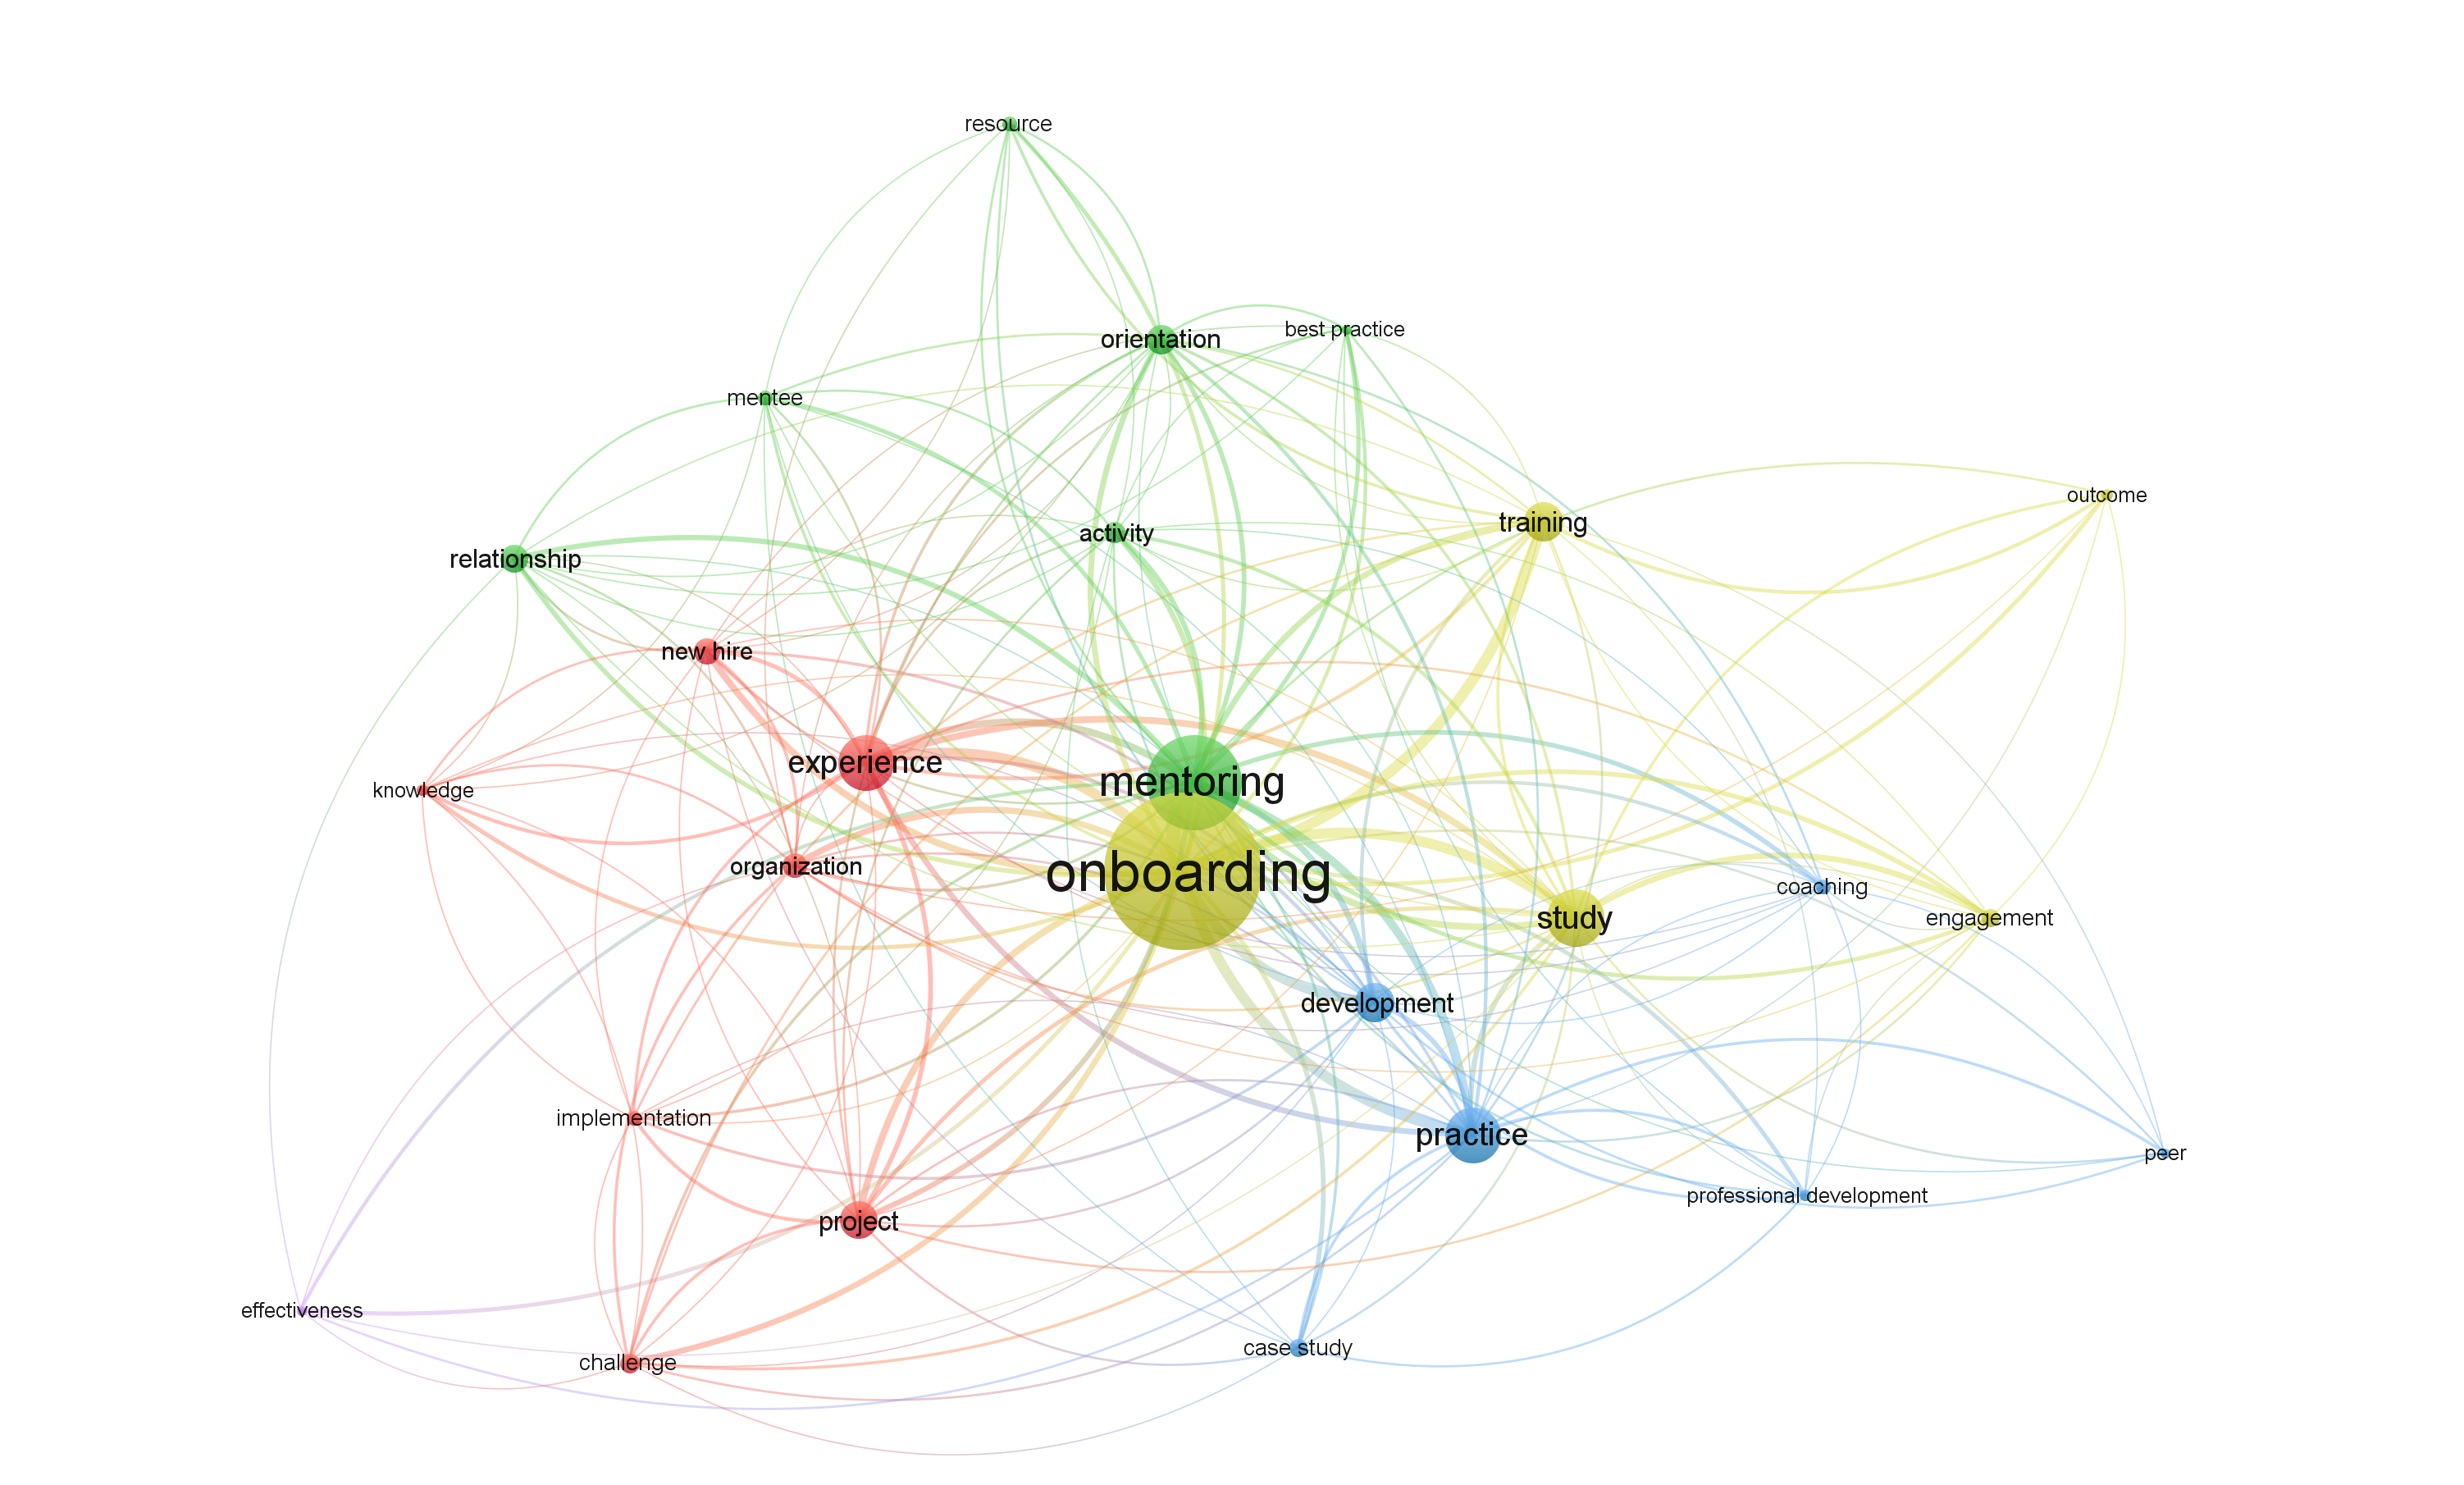 resource
best practice
orientation
mentee
outcome
training
activity
relationship
new hire
experience
mentoring
knowledge
organization
onboarding
coaching
study
engagement
development
implementation
practice
peer
professional development
project
effectiveness
case study
challenge